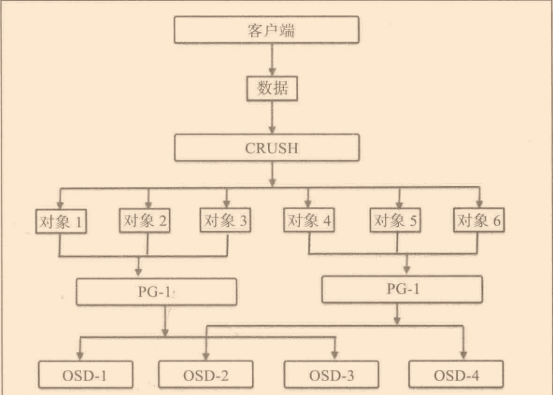 客户端
数据
CRUSH
对象 1 对象 2 对象 3 对象 4 对象 5 对象 6
PG-1 PG-1
OSD-1 OSD-2 OSD-3 OSD-4